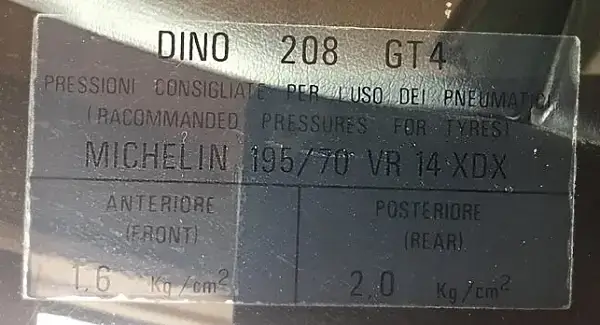 DINO 208 GT4
PRESSIONI CONSIGLIATE PER L'USO DEI PNEUMATICI
(RACOMMANDED PRESSURES FOR TYRES)
MICHELIN 195/70 VR 14 XDX
ANTERIORE
(FRONT)
1,6 Kg/cm²
POSTERIORE
(REAR)
2,0 Kg/cm²